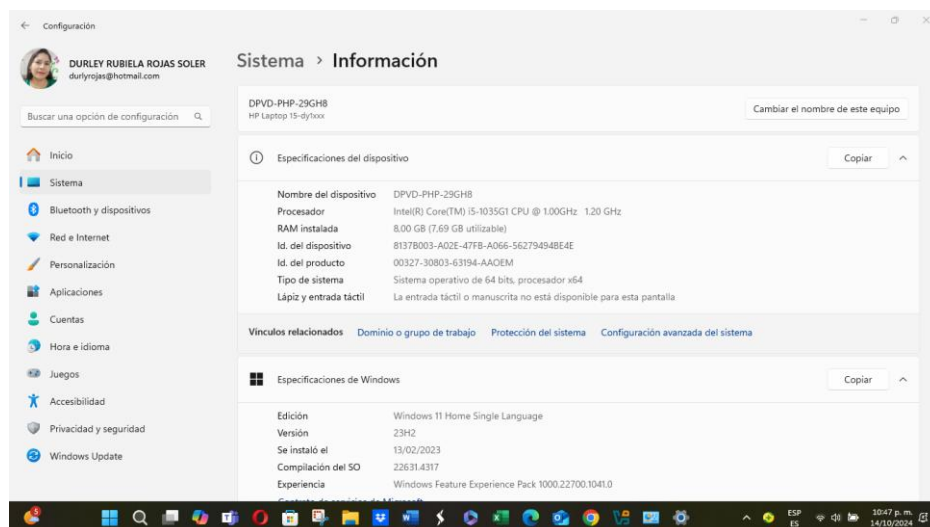 Configuración
DURLEY RUBIELA ROJAS SOLER
durlyrojas@hotmail.com
Buscar una opción de configuración
Inicio
Sistema
Bluetooth y dispositivos
Red e Internet
Personalización
Aplicaciones
Cuentas
Hora e idioma
Juegos
Accesibilidad
Privacidad y seguridad
Windows Update
Sistema > Información
DPVD-PHP-29GH8
HP Laptop 15-dy1xxx
Cambiar el nombre de este equipo
Especificaciones del dispositivo
Copiar
Nombre del dispositivo DPVD-PHP-29GH8
Procesador Intel(R) Core(TM) i5-1035G1 CPU @ 1.00GHz 1.20 GHz
RAM instalada 8,00 GB (7,69 GB utilizable)
Id. del dispositivo 8137B003-A02E-47FB-A066-562794948E4E
Id. del producto 00327-30803-63194-AAOEM
Tipo de sistema Sistema operativo de 64 bits, procesador x64
Lápiz y entrada táctil La entrada táctil o manuscrita no está disponible para esta pantalla
Vínculos relacionados Dominio o grupo de trabajo Protección del sistema Configuración avanzada del sistema
Especificaciones de Windows
Copiar
Edición Windows 11 Home Single Language
Versión 23H2
Se instaló el 13/02/2023
Compilación del SO 22631.4317
Experiencia Windows Feature Experience Pack 1000.22700.1041.0
Contrato de servicios de Microsoft
ESP
ES
10:47 p. m.
14/10/2024